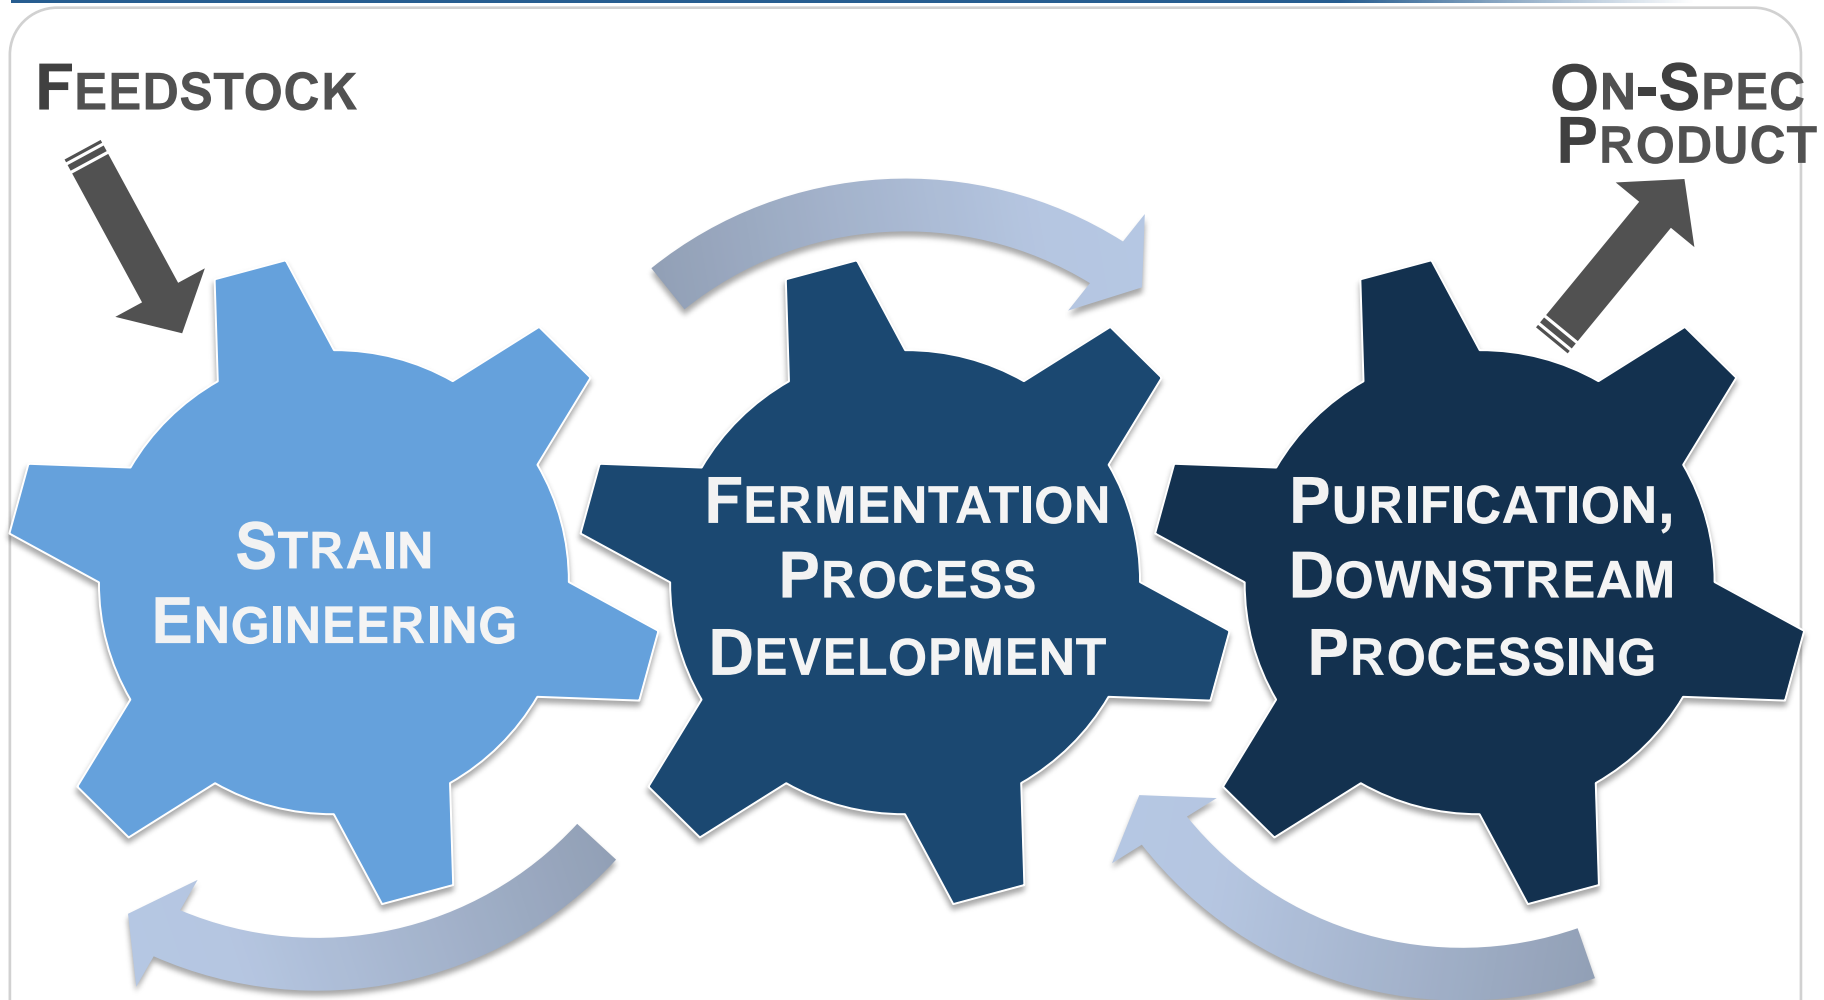 FEEDSTOCK
ON-SPEC
PRODUCT
STRAIN
ENGINEERING
FERMENTATION
PROCESS
DEVELOPMENT
PURIFICATION,
DOWNSTREAM
PROCESSING